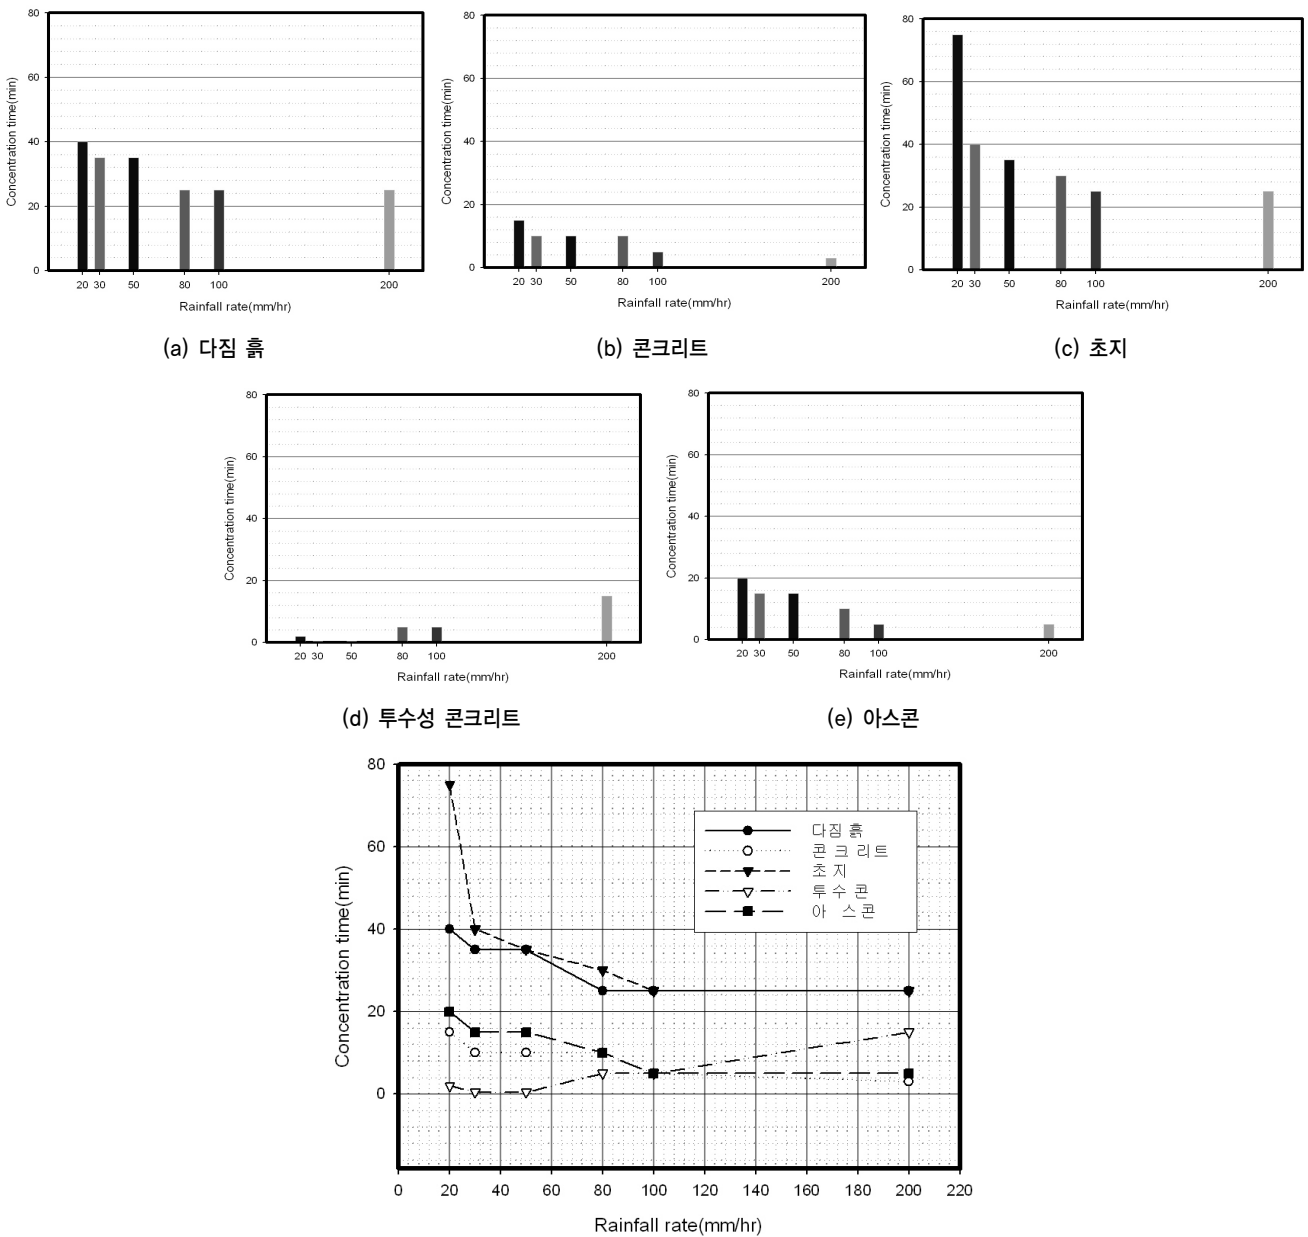 80
60
40
20
0
Concentration time(min)
20 30 50 80 100 200
Rainfall rate(mm/hr)
(a) 다짐 흙
80
60
40
20
0
Concentration time(min)
20 30 50 80 100 200
Rainfall rate(mm/hr)
(b) 콘크리트
80
60
40
20
0
Concentration time(min)
20 30 50 80 100 200
Rainfall rate(mm/hr)
(c) 초지
80
60
40
20
0
Concentration time(min)
20 30 50 80 100 200
Rainfall rate(mm/hr)
(d) 투수성 콘크리트
80
60
40
20
0
Concentration time(min)
20 30 50 80 100 200
Rainfall rate(mm/hr)
(e) 아스콘
80
60
40
20
0
Concentration time(min)
다짐 흙
콘크리트
초지
투수콘
아 스콘
0 20 40 60 80 100 120 140 160 180 200 220
Rainfall rate(mm/hr)